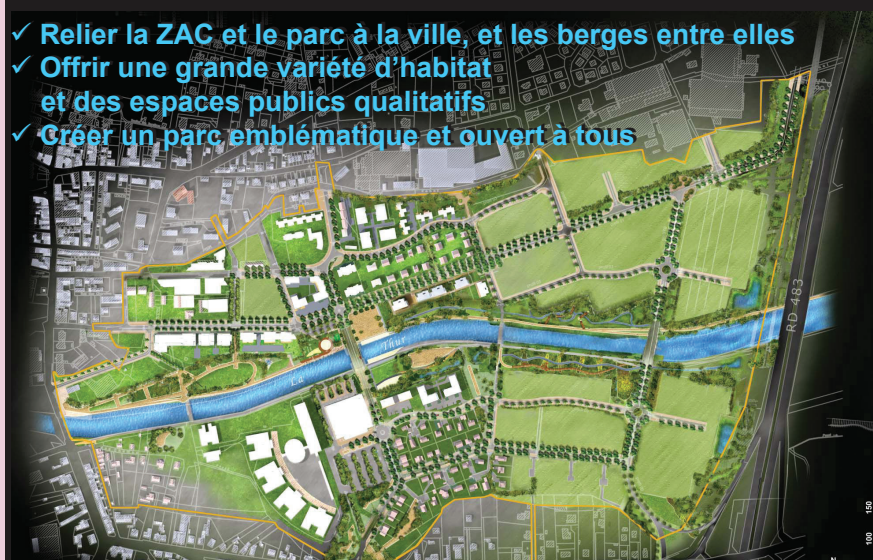 ✓ Relier la ZAC et le parc à la ville, et les berges entre elles
✓ Offrir une grande variété d'habitat
et des espaces publics qualitatifs
✓ Créer un parc emblématique et ouvert à tous
RD 483
La Thur
150
100